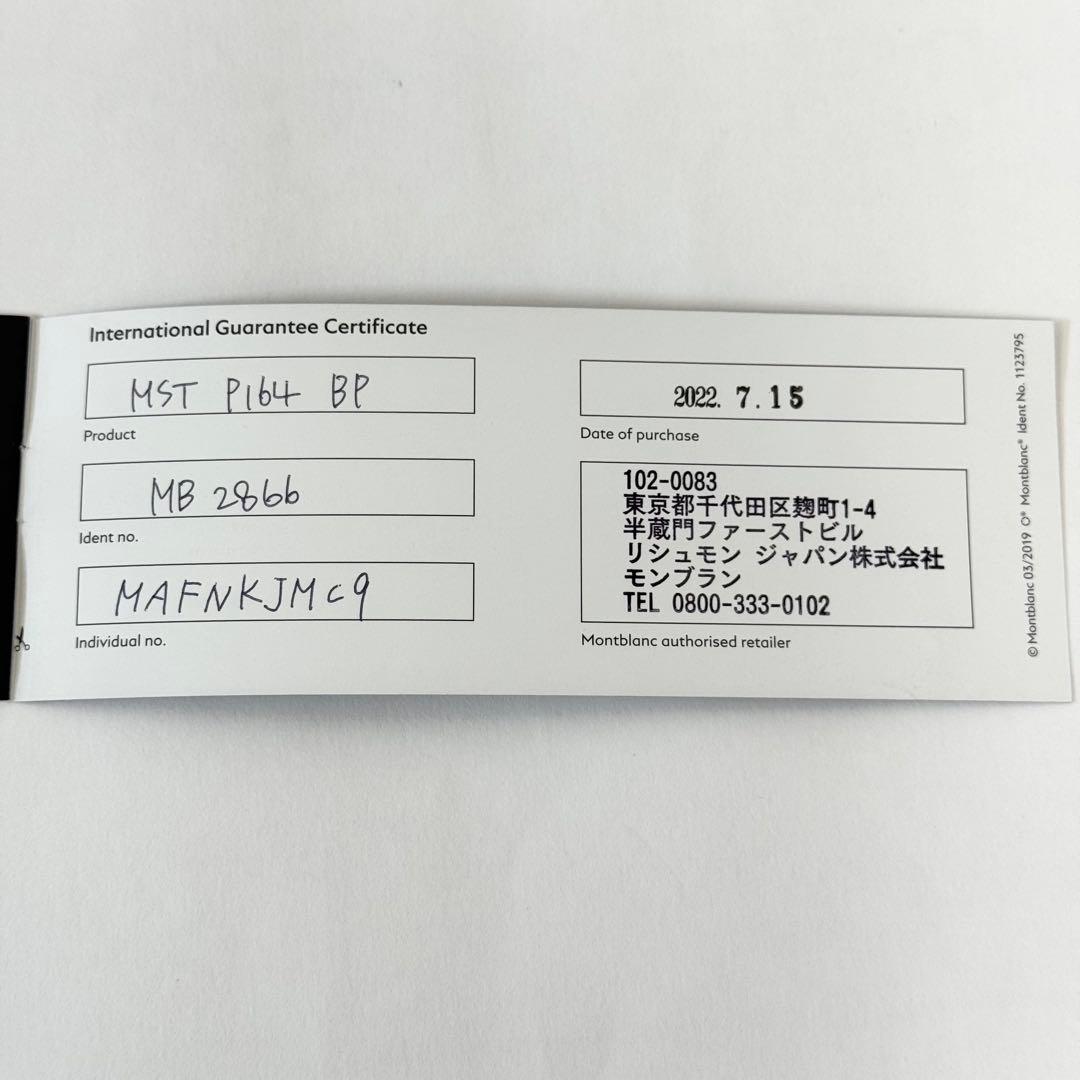 International Guarantee Certificate
MST P164 BP
Product
MB 2866
Ident no.
MAFNKJMC9
Individual no.
2022. 7.15
Date of purchase
102-0083
東京都千代田区麹町1-4
半蔵門ファーストビル
リシュモン ジャパン株式会社
モンブラン
TEL 0800-333-0102
Montblanc authorised retailer
© Montblanc 03/2019 O® Montblanc® Ident No. 1123795